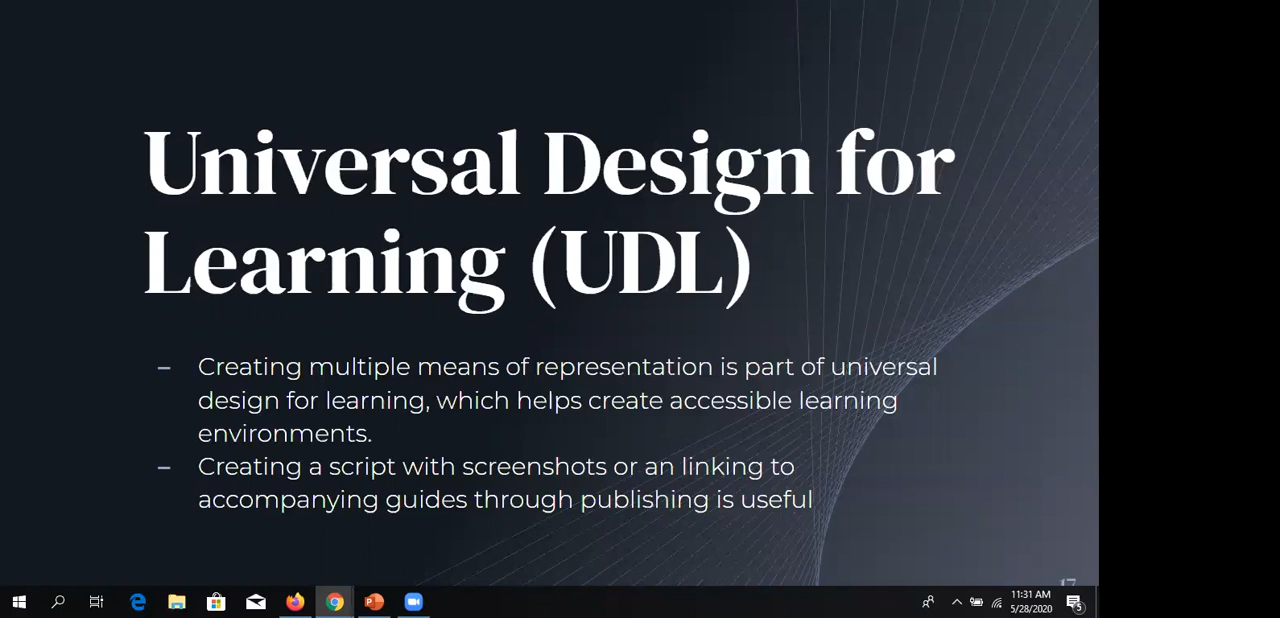 Universal Design for
Learning (UDL)
– Creating multiple means of representation is part of universal
design for learning, which helps create accessible learning
environments.
– Creating a script with screenshots or an linking to
accompanying guides through publishing is useful
17
11:31 AM
5/28/2020
5